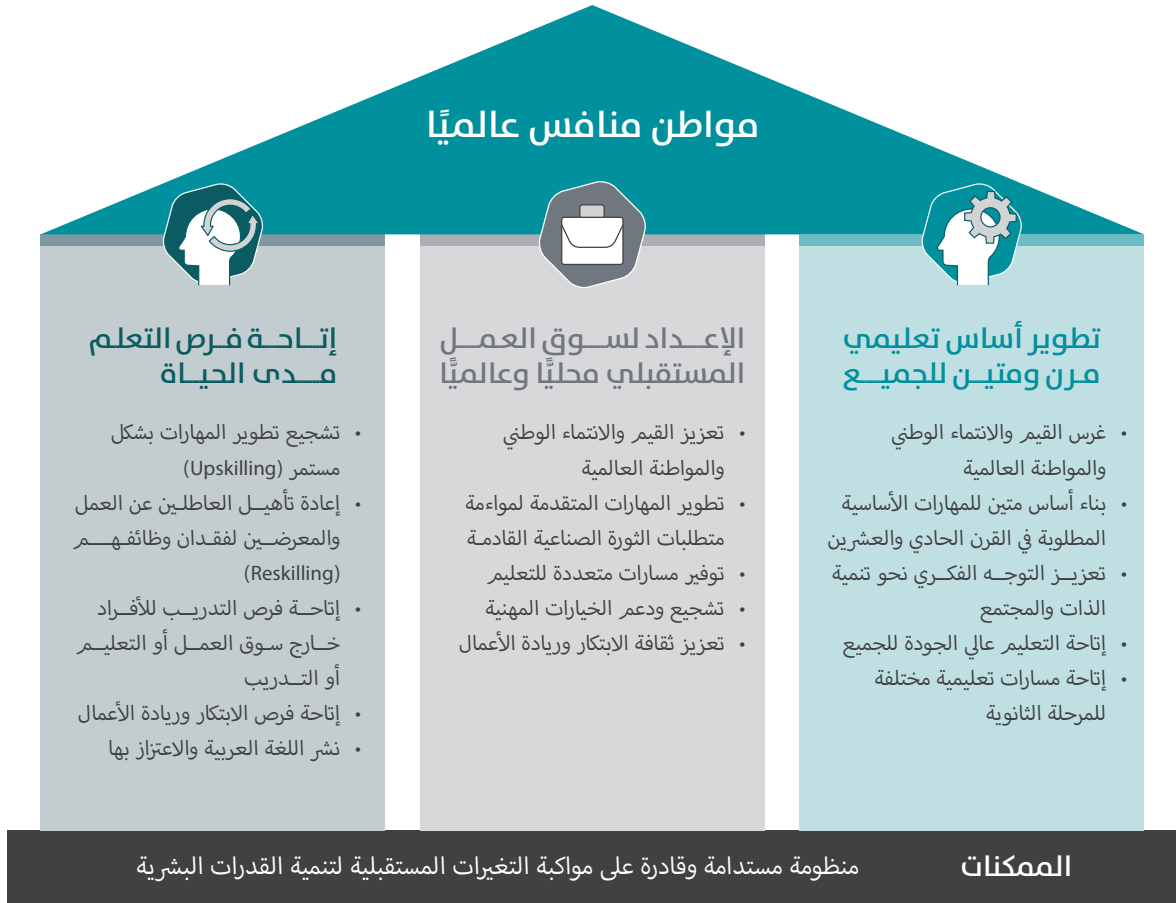 مواطن منافس عالميًا
تطوير أساس تعليمي
مرن ومتين للجميع
• غرس القيم والانتماء الوطني
والمواطنة العالمية
• بناء أساس متين للمهارات الأساسية
المطلوبة في القرن الحادي والعشرين
• تعزيز التوجه الفكري نحو تنمية
الذات والمجتمع
• إتاحة التعليم عالي الجودة للجميع
• إتاحة مسارات تعليمية مختلفة
للمرحلة الثانوية
الإعداد لسوق العمل
المستقبلي محليًّا وعالميًّا
• تعزيز القيم والانتماء الوطني
والمواطنة العالمية
• تطوير المهارات المتقدمة لمواءمة
متطلبات الثورة الصناعية القادمة
• توفير مسارات متعددة للتعليم
• تشجيع ودعم الخيارات المهنية
• تعزيز ثقافة الابتكار وريادة الأعمال
إتاحة فرص التعلم
مدى الحياة
• تشجيع تطوير المهارات بشكل
مستمر (Upskilling)
• إعادة تأهيل العاطلين عن العمل
والمعرضين لفقدان وظائفهم
(Reskilling)
• إتاحة فرص التدريب للأفراد
خارج سوق العمل أو التعليم
أو التدريب
• إتاحة فرص الابتكار وريادة الأعمال
• نشر اللغة العربية والاعتزاز بها
الممكنات منظومة مستدامة وقادرة على مواكبة التغيرات المستقبلية لتنمية القدرات البشرية